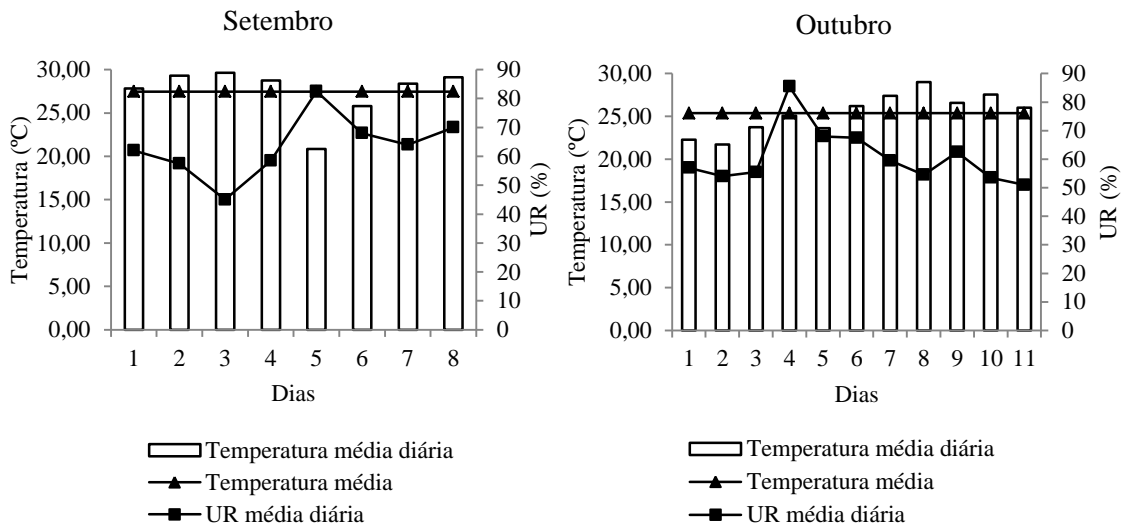 Setembro
30,00
25,00
20,00
15,00
10,00
5,00
0,00
Temperatura (ºC)
90
80
70
60
50
40
30
20
10
0
UR (%)
1 2 3 4 5 6 7 8
Dias
Temperatura média diária
Temperatura média
UR média diária
Outubro
30,00
25,00
20,00
15,00
10,00
5,00
0,00
Temperatura (ºC)
90
80
70
60
50
40
30
20
10
0
UR (%)
1 2 3 4 5 6 7 8 9 10 11
Dias
Temperatura média diária
Temperatura média
UR média diária